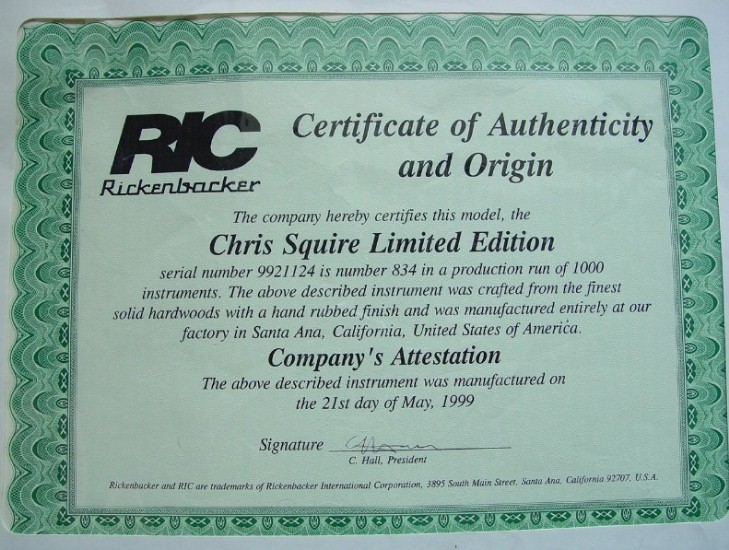 RIC
Rickenbacker
Certificate of Authenticity
and Origin
The company hereby certifies this model, the
Chris Squire Limited Edition
serial number 9921124 is number 834 in a production run of 1000
instruments. The above described instrument was crafted from the finest
solid hardwoods with a hand rubbed finish and was manufactured entirely at our
factory in Santa Ana, California, United States of America.
Company's Attestation
The above described instrument was manufactured on
the 21st day of May, 1999
Signature
C. Hall, President
Rickenbacker and RIC are trademarks of Rickenbacker International Corporation, 3895 South Main Street, Santa Ana, California 92707, U.S.A.